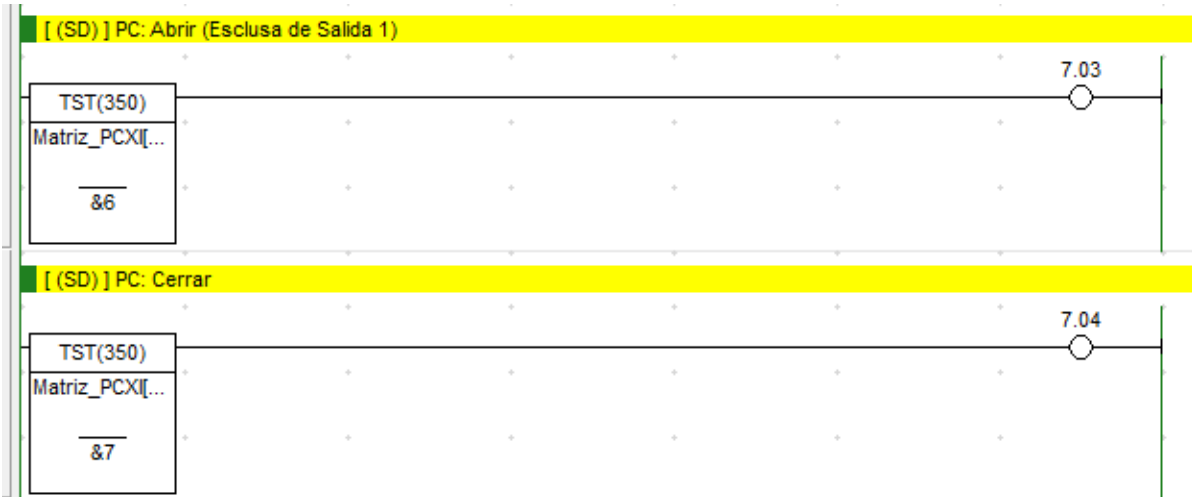 [ (SD) ] PC: Abrir (Esclusa de Salida 1)
7.03
TST(350)
Matriz_PCXI[...
&6
[ (SD) ] PC: Cerrar
7.04
TST(350)
Matriz_PCXI[...
&7